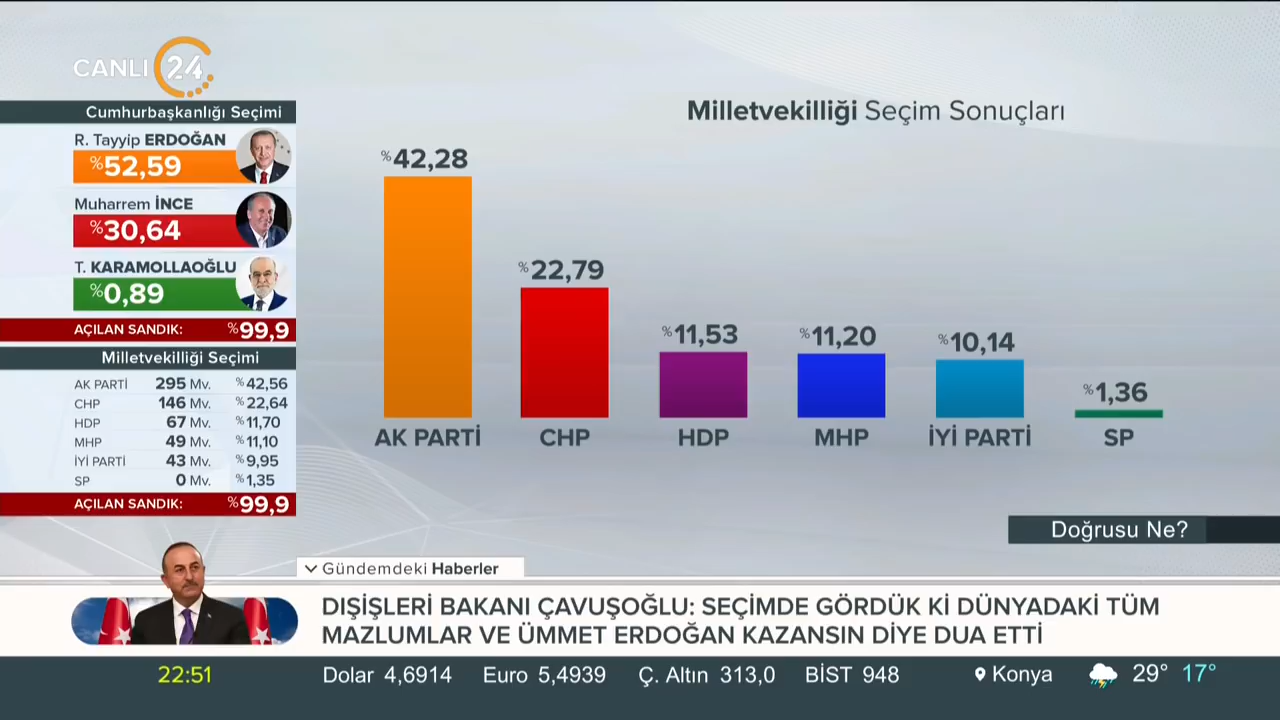 CANLI 24
Cumhurbaşkanlığı Seçimi
R. Tayyip ERDOĞAN
%52,59
Muharrem İNCE
%30,64
T. KARAMOLLAOĞLU
%0,89
AÇILAN SANDIK: %99,9
Milletvekilliği Seçimi
AK PARTİ 295 Mv. %42,56
CHP 146 Mv. %22,64
HDP 67 Mv. %11,70
MHP 49 Mv. %11,10
İYİ PARTİ 43 Mv. %9,95
SP 0 Mv. %1,35
AÇILAN SANDIK: %99,9
Milletvekilliği Seçim Sonuçları
%42,28
%22,79
%11,53
%11,20
%10,14
%1,36
AK PARTİ CHP HDP MHP İYİ PARTİ SP
Doğrusu Ne?
Gündemdeki Haberler
DIŞİŞLERİ BAKANI ÇAVUŞOĞLU: SEÇİMDE GÖRDÜK Kİ DÜNYADAKİ TÜM
MAZLUMLAR VE ÜMMET ERDOĞAN KAZANSIN DİYE DUA ETTİ
22:51 Dolar 4,6914 Euro 5,4939 Ç. Altın 313,0 BİST 948 Konya 29° 17°